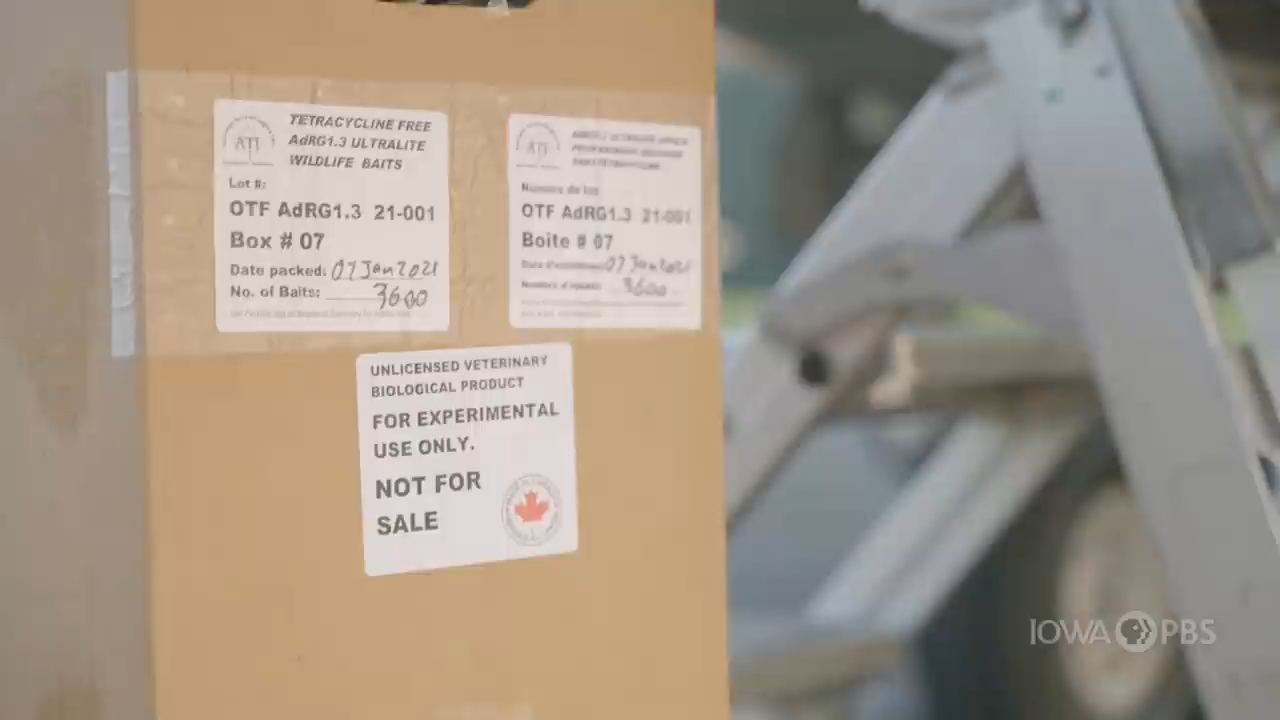 ATI
TETRACYCLINE FREE
AdRG1.3 ULTRALITE
WILDLIFE BAITS
Lot #:
OTF AdRG1.3 21-001
Box # 07
Date packed: 07 Jan 2021
No. of Baits: 3600
ATI
Numéro de lot
OTF AdRG1.3 21-001
Boite # 07
07 Jan 2021
3600
UNLICENSED VETERINARY
BIOLOGICAL PRODUCT
FOR EXPERIMENTAL
USE ONLY.
NOT FOR
SALE
IOWA PBS